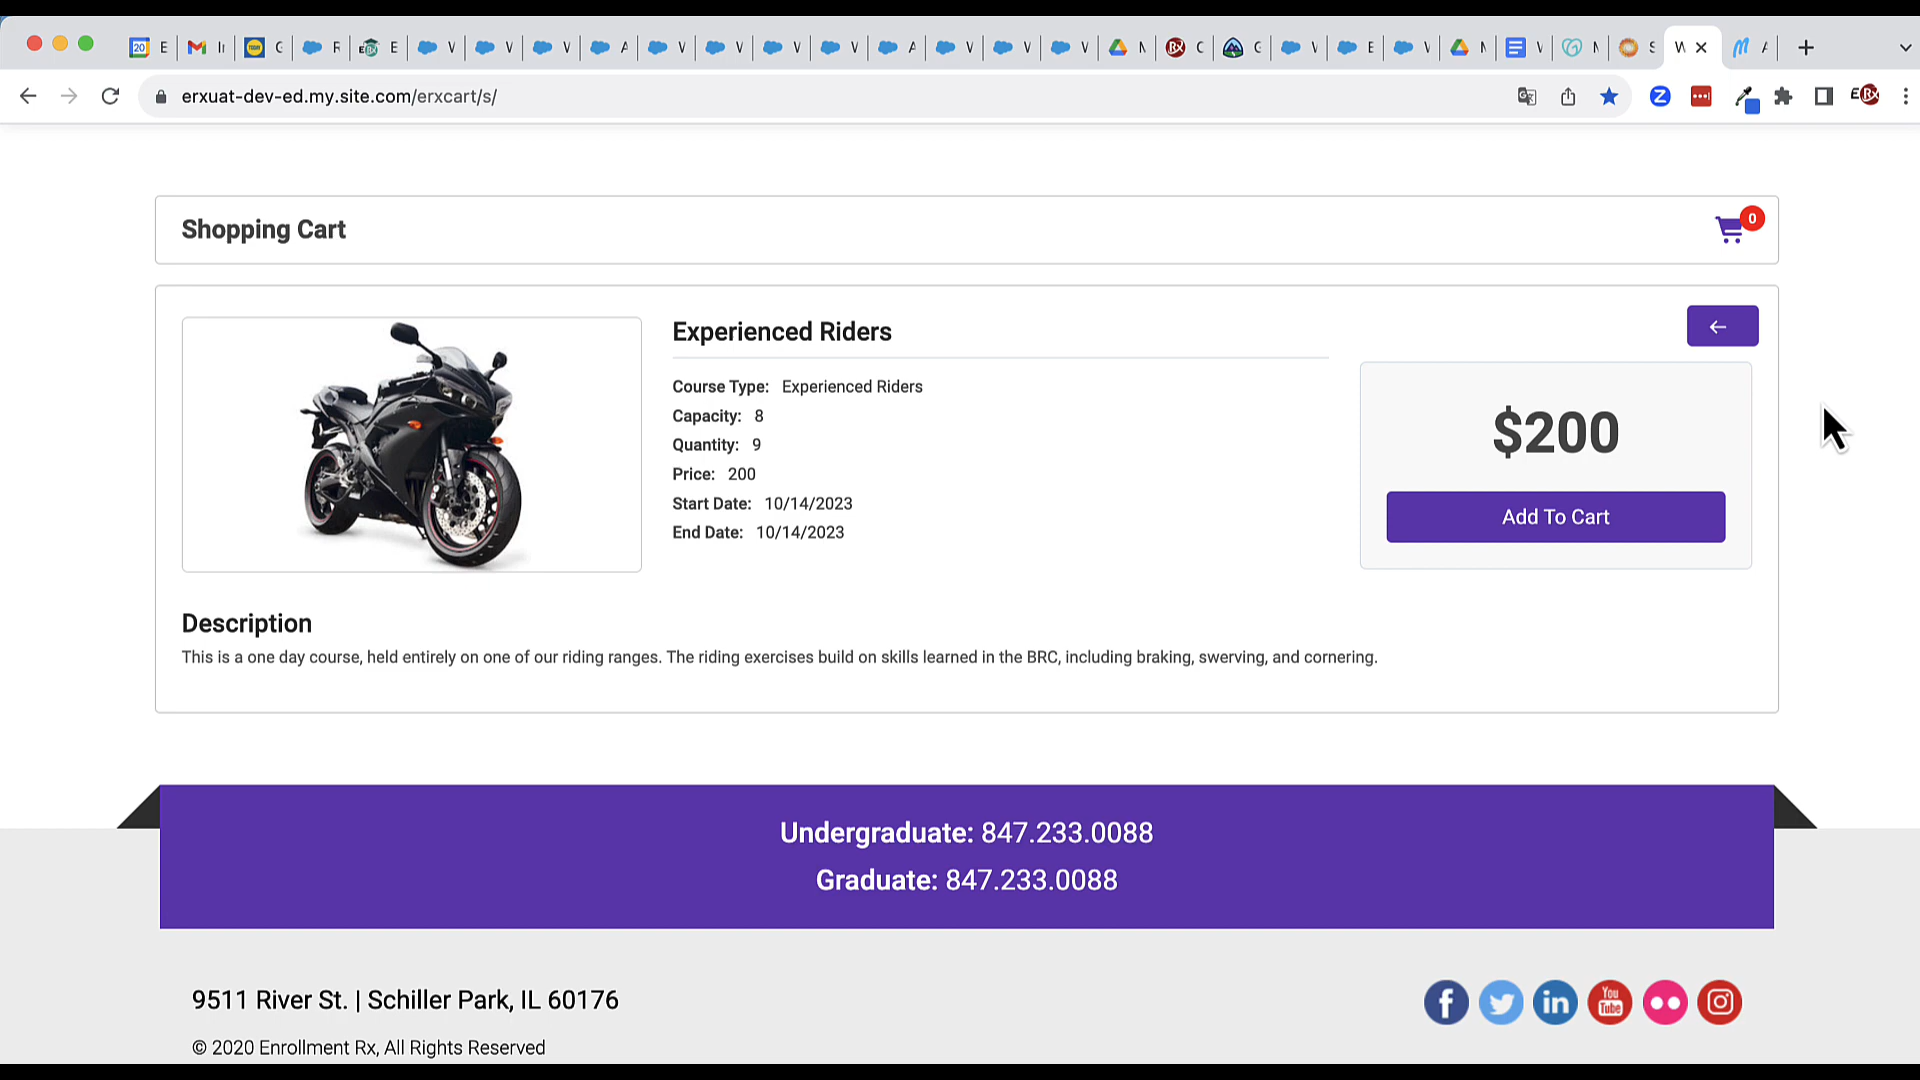 erxuat-dev-ed.my.site.com/erxcart/s/
Shopping Cart
0
Experienced Riders
Course Type: Experienced Riders
Capacity: 8
Quantity: 9
Price: 200
Start Date: 10/14/2023
End Date: 10/14/2023
$200
Add To Cart
Description
This is a one day course, held entirely on one of our riding ranges. The riding exercises build on skills learned in the BRC, including braking, swerving, and cornering.
Undergraduate: 847.233.0088
Graduate: 847.233.0088
9511 River St. | Schiller Park, IL 60176
You
Tube
© 2020 Enrollment Rx, All Rights Reserved